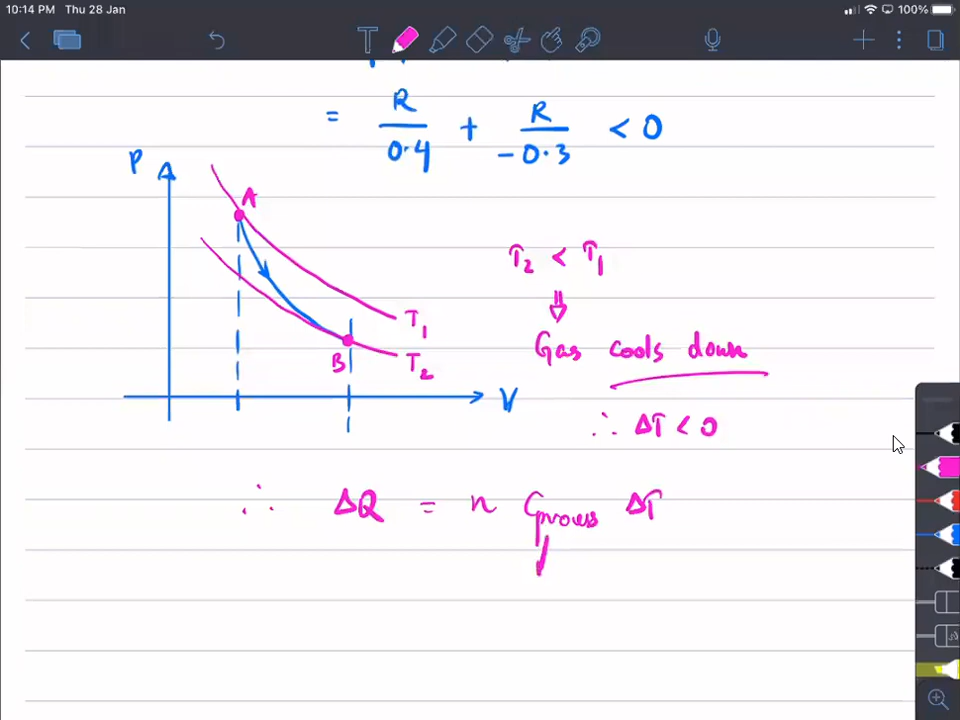 10:14 PM Thu 28 Jan 100%
= R/0.4 + R/-0.3 < 0
P
A
T₂ < T₁
⇓
T₁
Gas cools down
B T₂
V
∴ ΔT < 0
∴ ΔQ = n Cprocess ΔT